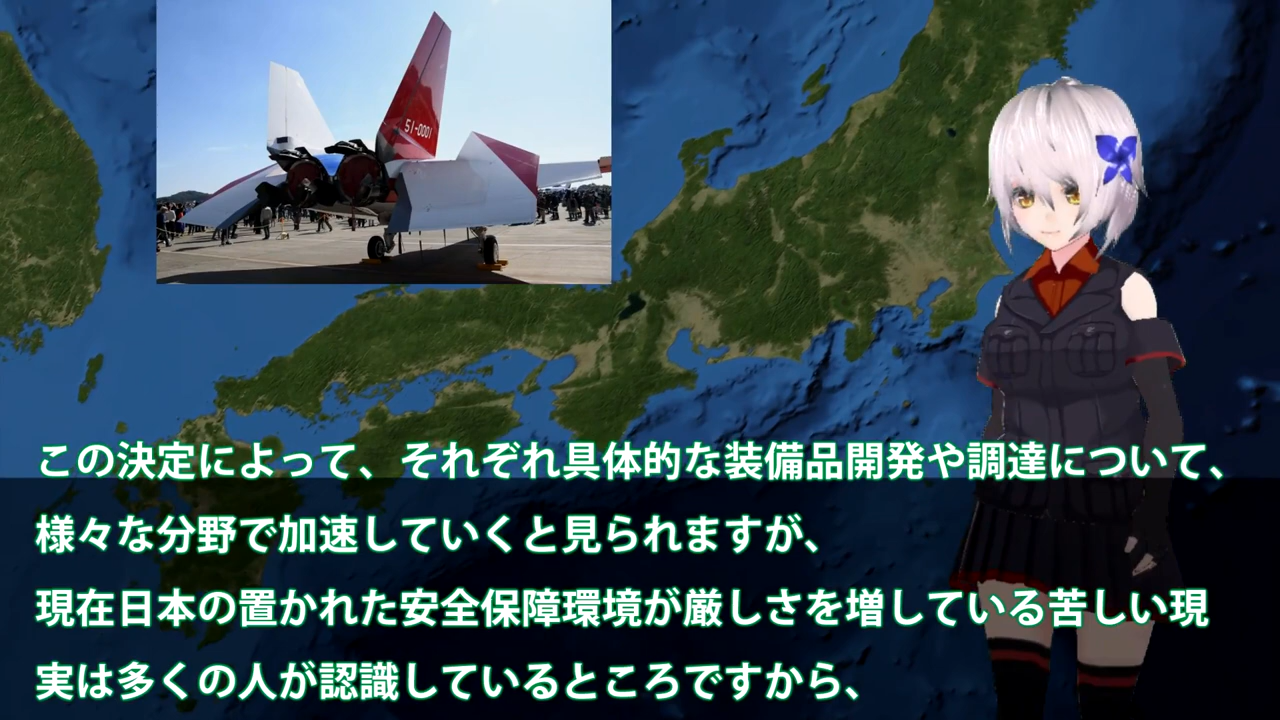 51-0001
この決定によって、それぞれ具体的な装備品開発や調達について、
様々な分野で加速していくと見られますが、
現在日本の置かれた安全保障環境が厳しさを増している苦しい現
実は多くの人が認識しているところですから、